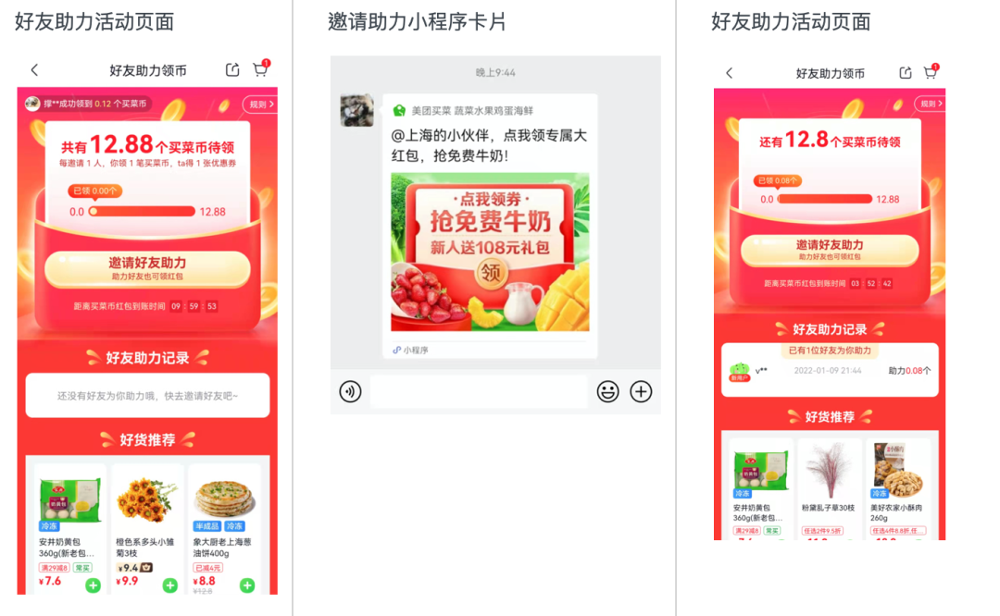 好友助力活动页面
好友助力领币
1
撑**成功领到 0.12 个买菜币
规则
共有12.88个买菜币待领
每邀请 1 人，你领 1 笔买菜币，ta得 1 张优惠券
已领 0.00个
0.0
12.88
邀请好友助力
助力好友也可领红包
距离买菜币红包到账时间 09 : 59 : 53
好友助力记录
还没有好友为你助力哦，快去邀请好友吧~
好货推荐
冷冻
安井奶黄包
360g(新老包...
满29减8 常买
¥7.6
橙色系多头小雏
菊3枝
¥9.4
¥9.9
半成品 冷冻
象大厨老上海葱
油饼400g
已减4元
¥8.8
¥12.8
邀请助力小程序卡片
晚上9:44
美团买菜 蔬菜水果鸡蛋海鲜
@上海的小伙伴，点我领专属大
红包，抢免费牛奶!
·点我领券·
抢免费牛奶
新人送108元礼包
领
小程序
好友助力活动页面
好友助力领币
1
规则
还有12.8个买菜币待领
已领 0.08个
0.0
12.88
邀请好友助力
助力好友也可领红包
距离买菜币红包到账时间 03 : 52 : 42
好友助力记录
已有1位好友为你助力
新用户
v**
2022-01-09 21:44
助力0.08个
好货推荐
冷冻
安井奶黄包
360g(新老包...
满29减8 常买
粉黛乱子草30枝
任选2件9.5折
冷冻
美好农家小酥肉
260g
任选4件8.8折,任...